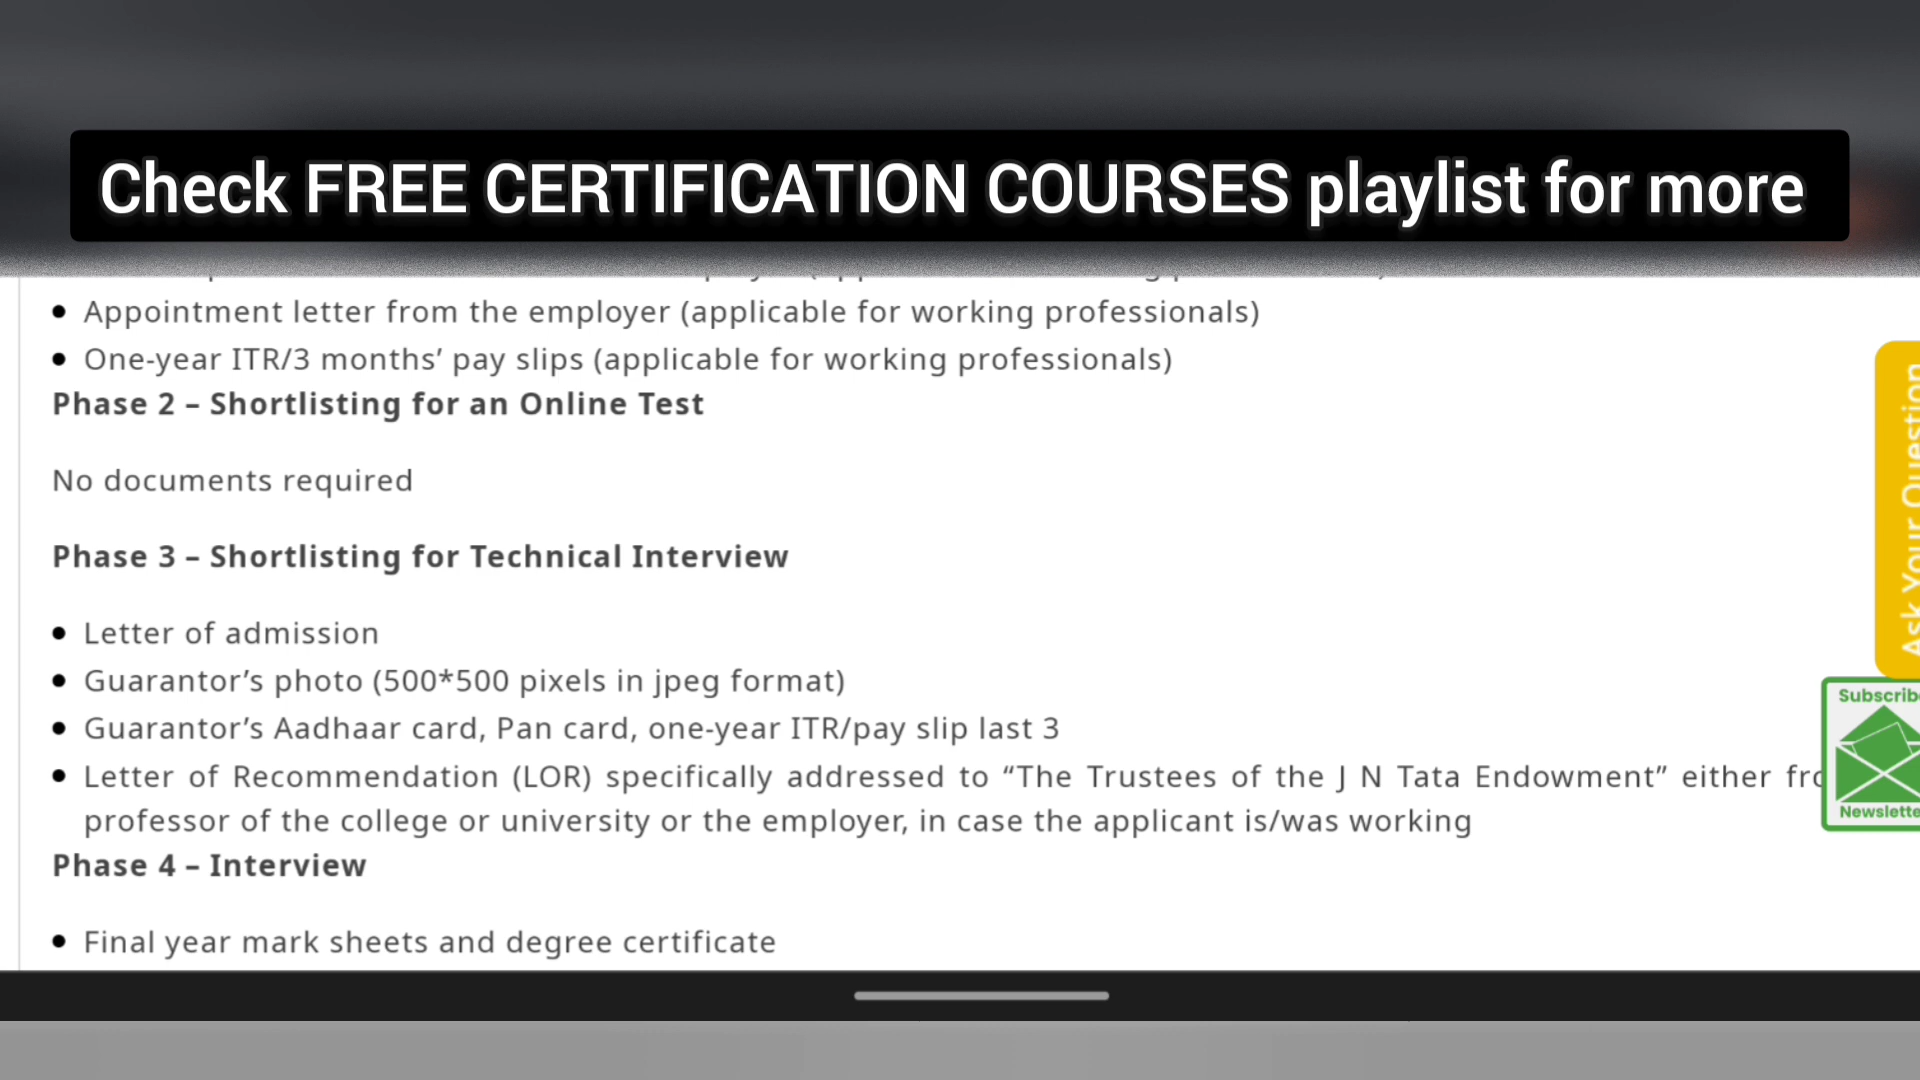 Check FREE CERTIFICATION COURSES playlist for more
● Appointment letter from the employer (applicable for working professionals)
● One-year ITR/3 months’ pay slips (applicable for working professionals)
Phase 2 – Shortlisting for an Online Test
No documents required
Phase 3 – Shortlisting for Technical Interview
● Letter of admission
● Guarantor’s photo (500*500 pixels in jpeg format)
● Guarantor’s Aadhaar card, Pan card, one-year ITR/pay slip last 3
● Letter of Recommendation (LOR) specifically addressed to “The Trustees of the J N Tata Endowment” either
professor of the college or university or the employer, in case the applicant is/was working
Phase 4 – Interview
● Final year mark sheets and degree certificate
Ask Your Question